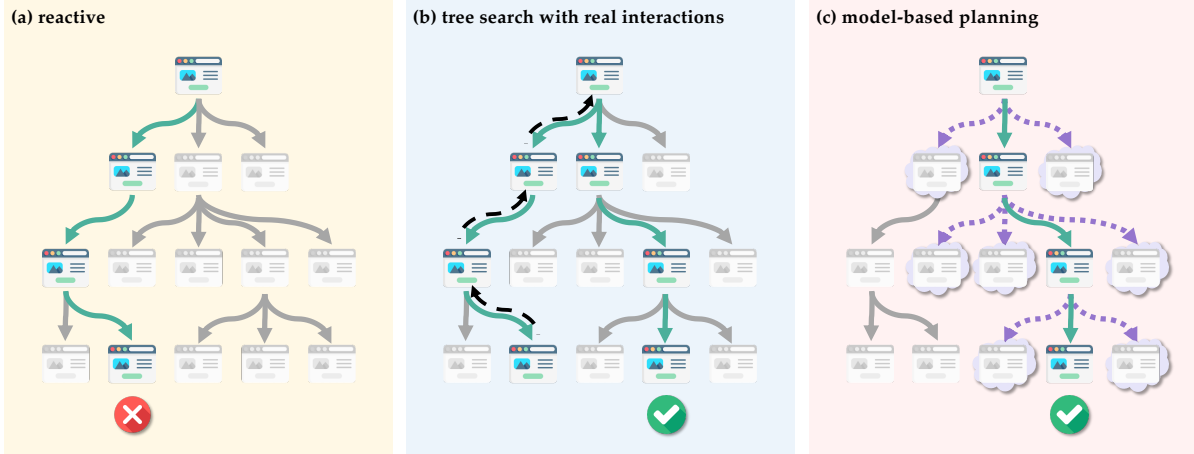 (a) reactive
(b) tree search with real interactions
(c) model-based planning